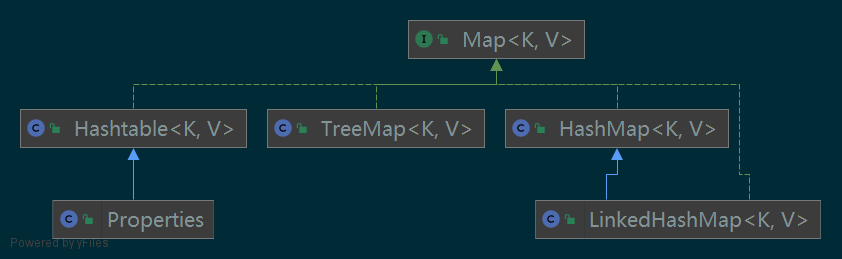 I Map<K, V>
C Hashtable<K, V>
C TreeMap<K, V>
C HashMap<K, V>
C Properties
C LinkedHashMap<K, V>
Powered by yFiles